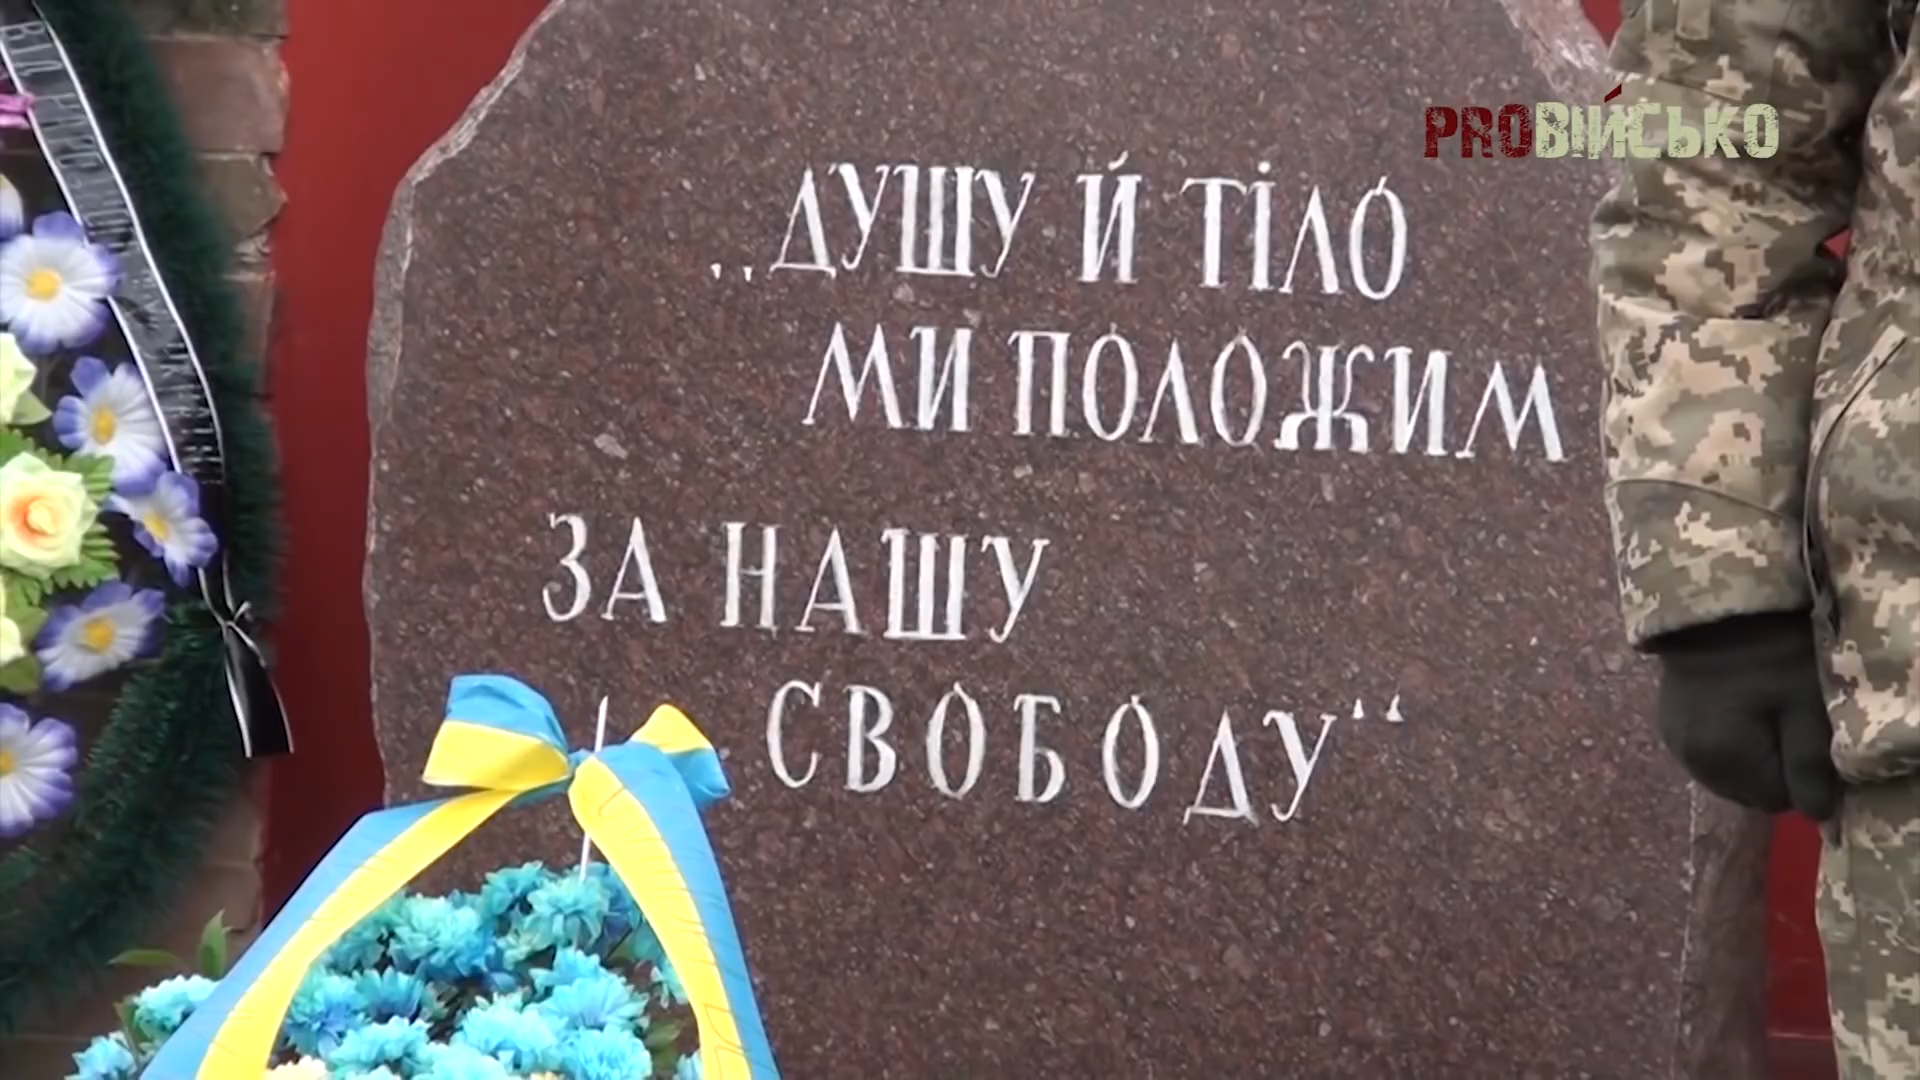 PROВІЙСЬКО
„ДУШУ Й ТІЛО
МИ ПОЛОЖИМ
ЗА НАШУ
СВОБОДУ“